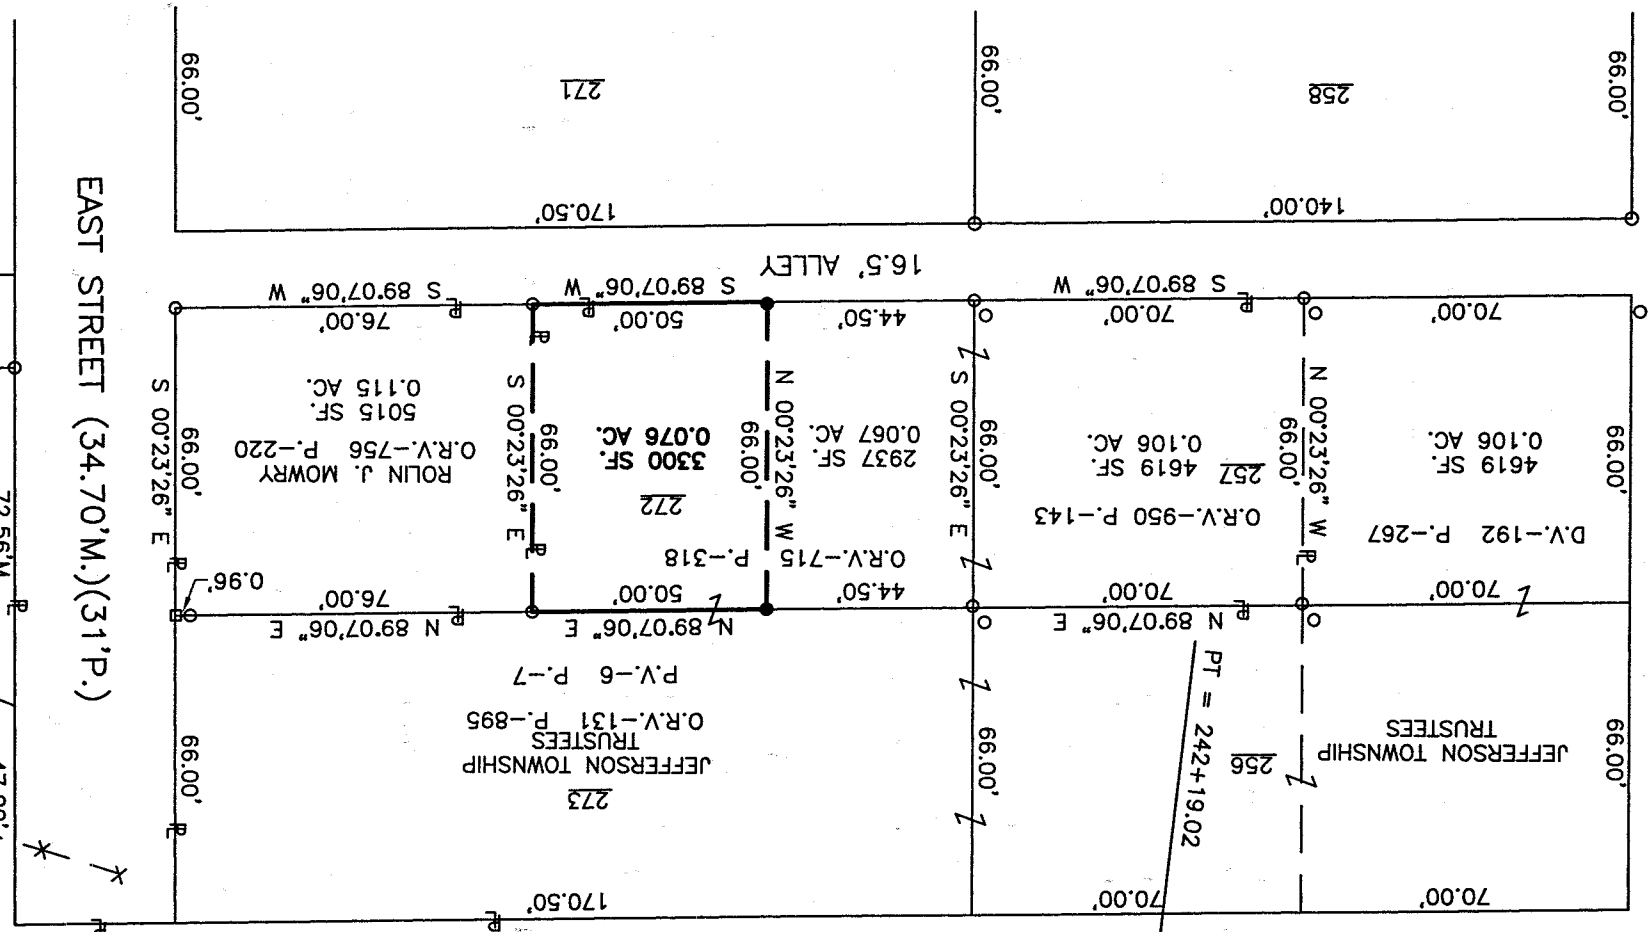 EAST STREET (34.70'M.)(31'P.)
72.56'M
170.50'
70.00'
70.00'
273
JEFFERSON TOWNSHIP
TRUSTEES
O.R.V.-131 P.-895
P.V.-6 P.-7
66.00'
66.00'
256
PT = 242+19.02
JEFFERSON TOWNSHIP
TRUSTEES
66.00'
N 89°07'06" E
N 89°07'06" E
N 89°07'06" E
0.96'
76.00'
50.00'
44.50'
70.00'
70.00'
ROLIN J. MOWRY
O.R.V.-756 P.-220
5015 SF.
0.115 AC.
S 00°23'26" E
66.00'
S 00°23'26" E
66.00'
O.R.V.-715 P.-318
272
3300 SF.
0.076 AC.
66.00'
N 00°23'26" W
2937 SF.
0.067 AC.
S 00°23'26" E
66.00'
O.R.V.-950 P.-143
257
4619 SF.
0.106 AC.
66.00'
N 00°23'26" W
D.V.-192 P.-267
4619 SF.
0.106 AC.
66.00'
76.00'
50.00'
44.50'
70.00'
70.00'
S 89°07'06" W
S 89°07'06" W
S 89°07'06" W
16.5' ALLEY
170.50'
140.00'
271
258
66.00'
66.00'
66.00'